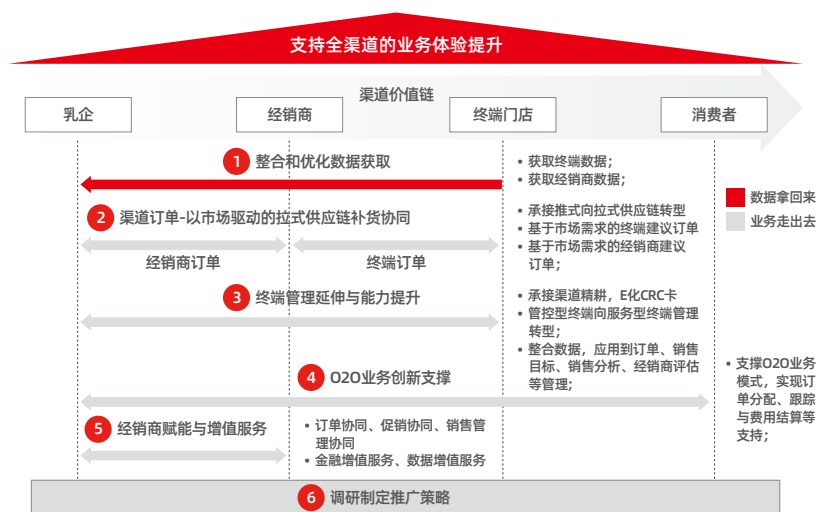 支持全渠道的业务体验提升
渠道价值链
乳企
经销商
终端门店
消费者
1 整合和优化数据获取
• 获取终端数据；
• 获取经销商数据；
数据拿回来
业务走出去
2 渠道订单-以市场驱动的拉式供应链补货协同
经销商订单
终端订单
• 承接推式向拉式供应链转型
• 基于市场需求的终端建议订单
• 基于市场需求的经销商建议
订单；
3 终端管理延伸与能力提升
• 承接渠道精耕，E化CRC卡
• 管控型终端向服务型终端管理
转型；
• 整合数据，应用到订单、销售
目标、销售分析、经销商评估
等管理；
4 O2O业务创新支撑
• 支撑O2O业务
模式，实现订
单分配、跟踪
与费用结算等
支持；
5 经销商赋能与增值服务
• 订单协同、促销协同、销售管
理协同
• 金融增值服务、数据增值服务
6 调研制定推广策略